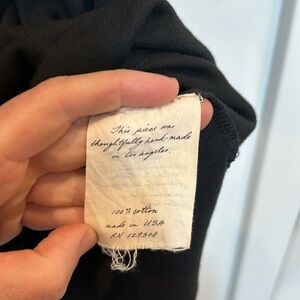 This piece was
thoughtfully hand-made
in Los Angeles.
100% cotton
made in USA
RN 129308